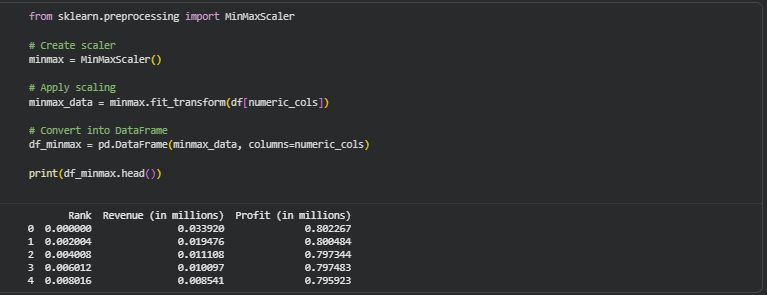 from sklearn.preprocessing import MinMaxScaler
# Create scaler
minmax = MinMaxScaler()
# Apply scaling
minmax_data = minmax.fit_transform(df[numeric_cols])
# Convert into DataFrame
df_minmax = pd.DataFrame(minmax_data, columns=numeric_cols)
print(df_minmax.head())
Rank Revenue (in millions) Profit (in millions)
0 0.000000 0.033920 0.802267
1 0.002004 0.019476 0.800484
2 0.004008 0.011108 0.797344
3 0.006012 0.010097 0.797483
4 0.008016 0.008541 0.795923